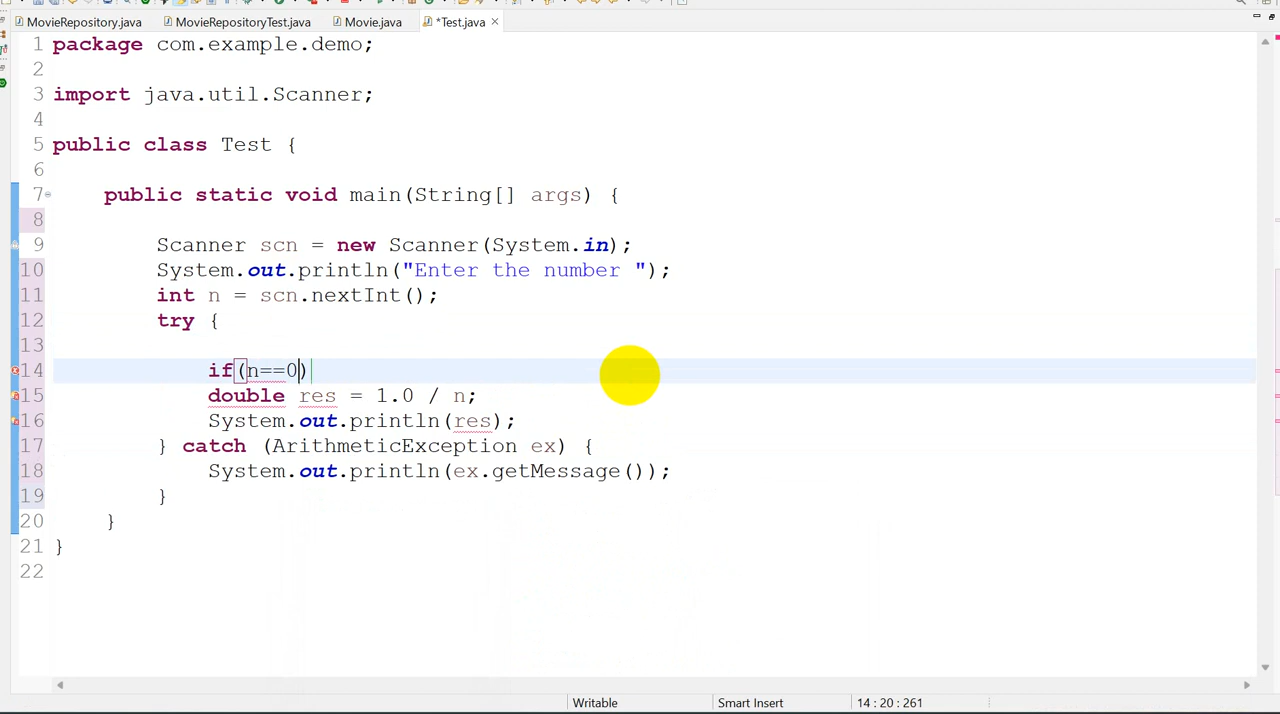 MovieRepository.java MovieRepositoryTest.java Movie.java *Test.java
1 package com.example.demo;
2
3 import java.util.Scanner;
4
5 public class Test {
6
7 public static void main(String[] args) {
8
9 Scanner scn = new Scanner(System.in);
10 System.out.println("Enter the number ");
11 int n = scn.nextInt();
12 try {
13
14 if(n==0)
15 double res = 1.0 / n;
16 System.out.println(res);
17 } catch (ArithmeticException ex) {
18 System.out.println(ex.getMessage());
19 }
20 }
21 }
22
Writable Smart Insert 14 : 20 : 261